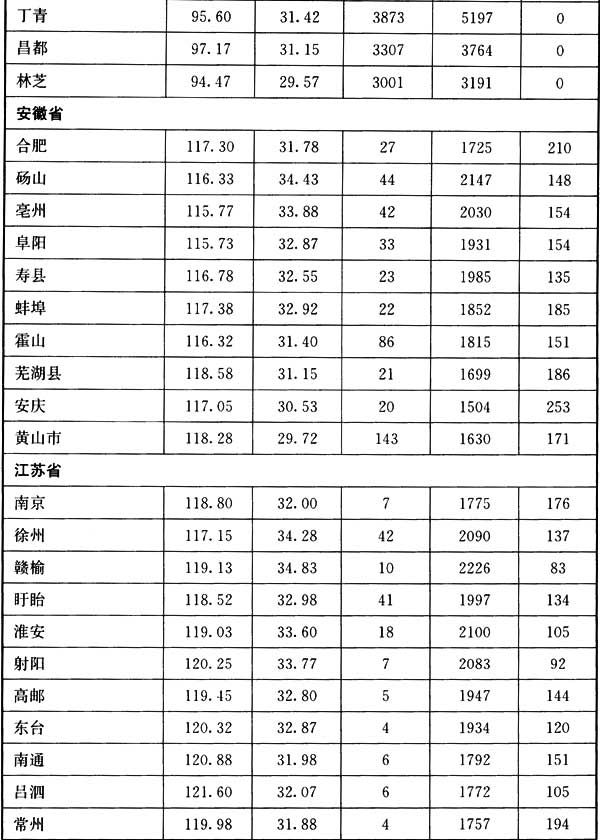 丁青 95.60 31.42 3873 5197 0
昌都 97.17 31.15 3307 3764 0
林芝 94.47 29.57 3001 3191 0
安徽省
合肥 117.30 31.78 27 1725 210
砀山 116.33 34.43 44 2147 148
亳州 115.77 33.88 42 2030 154
阜阳 115.73 32.87 33 1931 154
寿县 116.78 32.55 23 1985 135
蚌埠 117.38 32.92 22 1852 185
霍山 116.32 31.40 86 1815 151
芜湖县 118.58 31.15 21 1699 186
安庆 117.05 30.53 20 1504 253
黄山市 118.28 29.72 143 1630 171
江苏省
南京 118.80 32.00 7 1775 176
徐州 117.15 34.28 42 2090 137
赣榆 119.13 34.83 10 2226 83
盱眙 118.52 32.98 41 1997 134
淮安 119.03 33.60 18 2100 105
射阳 120.25 33.77 7 2083 92
高邮 119.45 32.80 5 1947 144
东台 120.32 32.87 4 1934 120
南通 120.88 31.98 6 1792 151
吕泗 121.60 32.07 6 1772 105
常州 119.98 31.88 4 1757 194